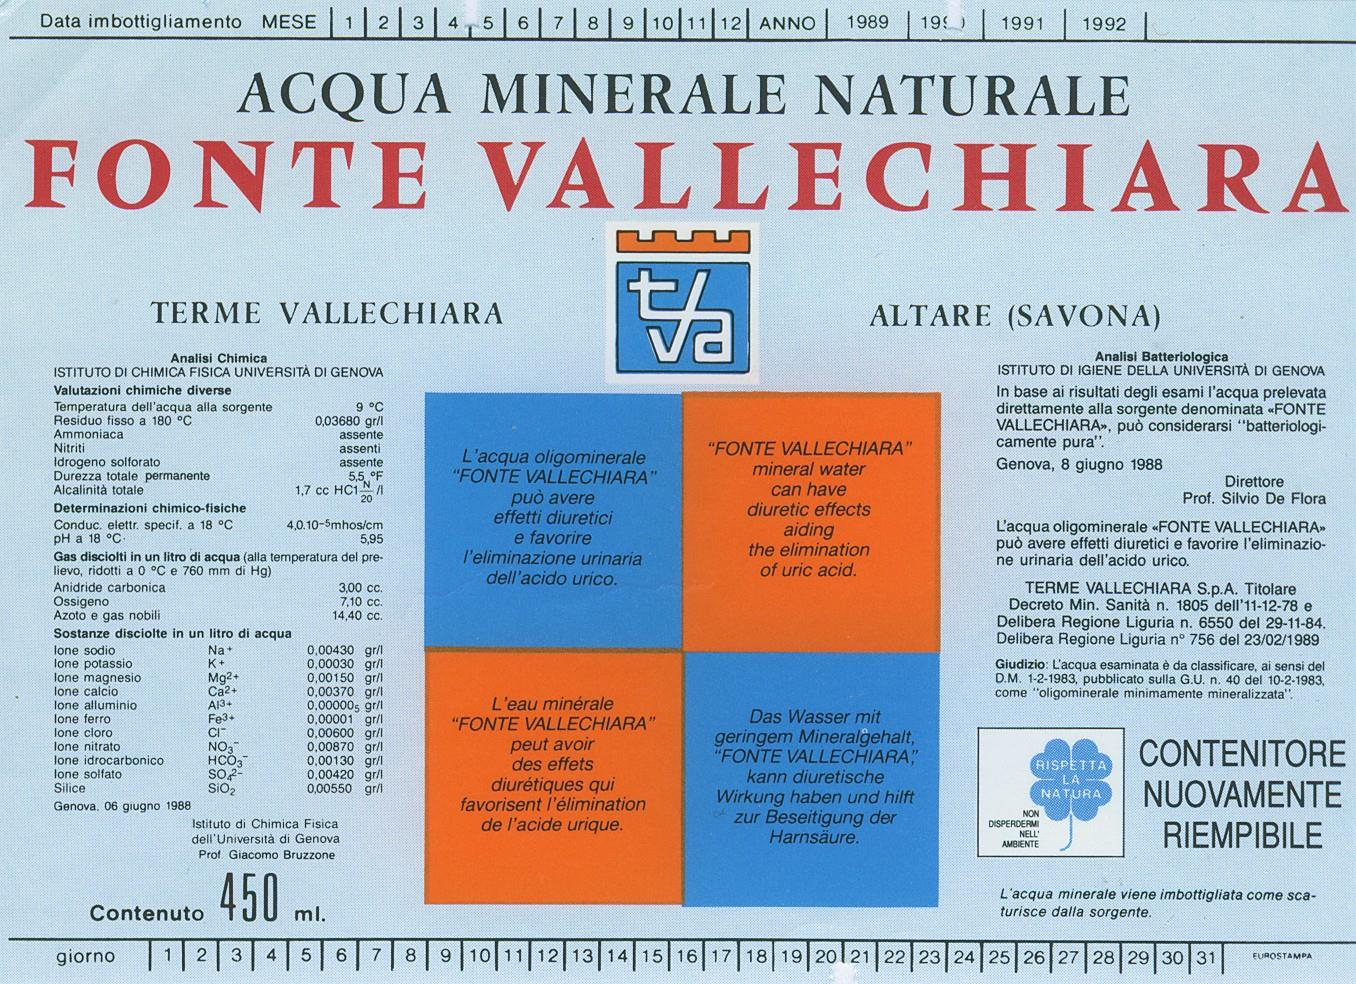 Data imbottigliamento MESE 1 2 3 4 5 6 7 8 9 10 11 12 ANNO 1989 1990 1991 1992
ACQUA MINERALE NATURALE
FONTE VALLECHIARA
t/va
TERME VALLECHIARA
ALTARE (SAVONA)
Analisi Chimica
ISTITUTO DI CHIMICA FISICA UNIVERSITÀ DI GENOVA
Valutazioni chimiche diverse
Temperatura dell'acqua alla sorgente 9 °C
Residuo fisso a 180 °C 0,03680 gr/l
Ammoniaca assente
Nitriti assenti
Idrogeno solforato assente
Durezza totale permanente 5,5 °F
Alcalinità totale 1,7 cc HC1 N/20 /l
Determinazioni chimico-fisiche
Conduc. elettr. specif. a 18 °C 4,0.10⁻⁵mhos/cm
pH a 18 °C 5,95
Gas disciolti in un litro di acqua (alla temperatura del pre-
lievo, ridotti a 0 °C e 760 mm di Hg)
Anidride carbonica 3,00 cc.
Ossigeno 7,10 cc.
Azoto e gas nobili 14,40 cc.
Sostanze disciolte in un litro di acqua
Ione sodio Na⁺ 0,00430 gr/l
Ione potassio K⁺ 0,00030 gr/l
Ione magnesio Mg²⁺ 0,00150 gr/l
Ione calcio Ca²⁺ 0,00370 gr/l
Ione alluminio Al³⁺ 0,00000₅ gr/l
Ione ferro Fe³⁺ 0,00001 gr/l
Ione cloro Cl⁻ 0,00600 gr/l
Ione nitrato NO₃⁻ 0,00870 gr/l
Ione idrocarbonico HCO₃⁻ 0,00130 gr/l
Ione solfato SO₄²⁻ 0,00420 gr/l
Silice SiO₂ 0,00550 gr/l
Genova, 06 giugno 1988
Istituto di Chimica Fisica
dell'Università di Genova
Prof. Giacomo Bruzzone
Contenuto 450 ml.
L'acqua oligominerale
"FONTE VALLECHIARA"
può avere
effetti diuretici
e favorire
l'eliminazione urinaria
dell'acido urico.
"FONTE VALLECHIARA"
mineral water
can have
diuretic effects
aiding
the elimination
of uric acid.
L'eau minérale
"FONTE VALLECHIARA"
peut avoir
des effets
diurétiques qui
favorisent l'élimination
de l'acide urique.
Das Wasser mit
geringem Mineralgehalt,
"FONTE VALLECHIARA",
kann diuretische
Wirkung haben und hilft
zur Beseitigung der
Harnsäure.
Analisi Batteriologica
ISTITUTO DI IGIENE DELLA UNIVERSITÀ DI GENOVA
In base ai risultati degli esami l'acqua prelevata
direttamente alla sorgente denominata «FONTE
VALLECHIARA», può considerarsi "batteriologi-
camente pura".
Genova, 8 giugno 1988
Direttore
Prof. Silvio De Flora
L'acqua oligominerale «FONTE VALLECHIARA»
può avere effetti diuretici e favorire l'eliminazio-
ne urinaria dell'acido urico.
TERME VALLECHIARA S.p.A. Titolare
Decreto Min. Sanità n. 1805 dell'11-12-78 e
Delibera Regione Liguria n. 6550 del 29-11-84.
Delibera Regione Liguria n° 756 del 23/02/1989
Giudizio: L'acqua esaminata è da classificare, ai sensi del
D.M. 1-2-1983, pubblicato sulla G.U. n. 40 del 10-2-1983,
come "oligominerale minimamente mineralizzata".
RISPETTA
LA
NATURA
NON
DISPERDERMI
NELL'
AMBIENTE
CONTENITORE
NUOVAMENTE
RIEMPIBILE
L'acqua minerale viene imbottigliata come sca-
turisce dalla sorgente.
giorno 1 2 3 4 5 6 7 8 9 10 11 12 13 14 15 16 17 18 19 20 21 22 23 24 25 26 27 28 29 30 31 EUROSTAMPA